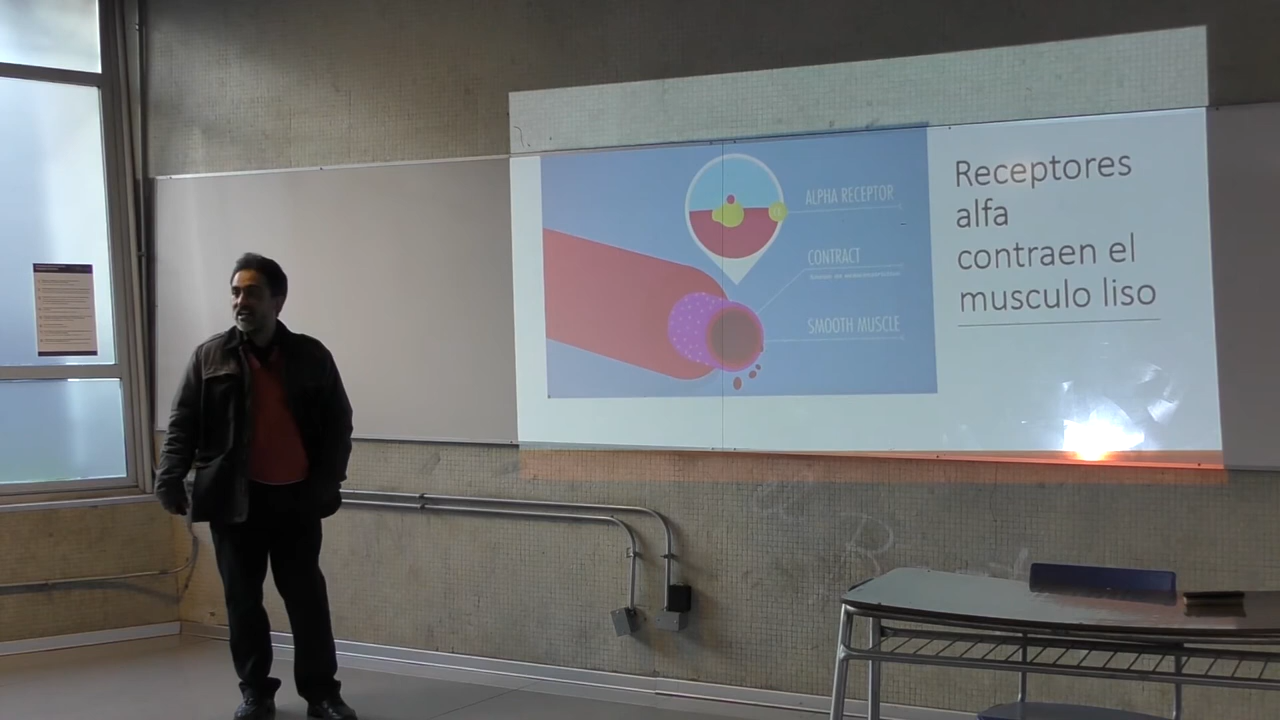 ALPHA RECEPTOR
CONTRACT
SMOOTH MUSCLE
Receptores
alfa
contraen el
musculo liso